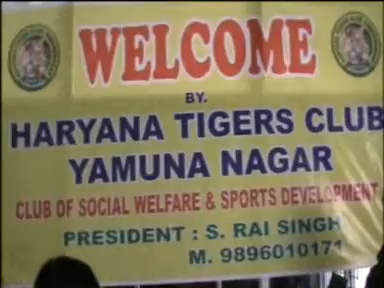 WELCOME
BY.
HARYANA TIGERS CLUB
YAMUNA NAGAR
CLUB OF SOCIAL WELFARE & SPORTS DEVELOPMENT
PRESIDENT : S. RAI SINGH
M. 9896010171